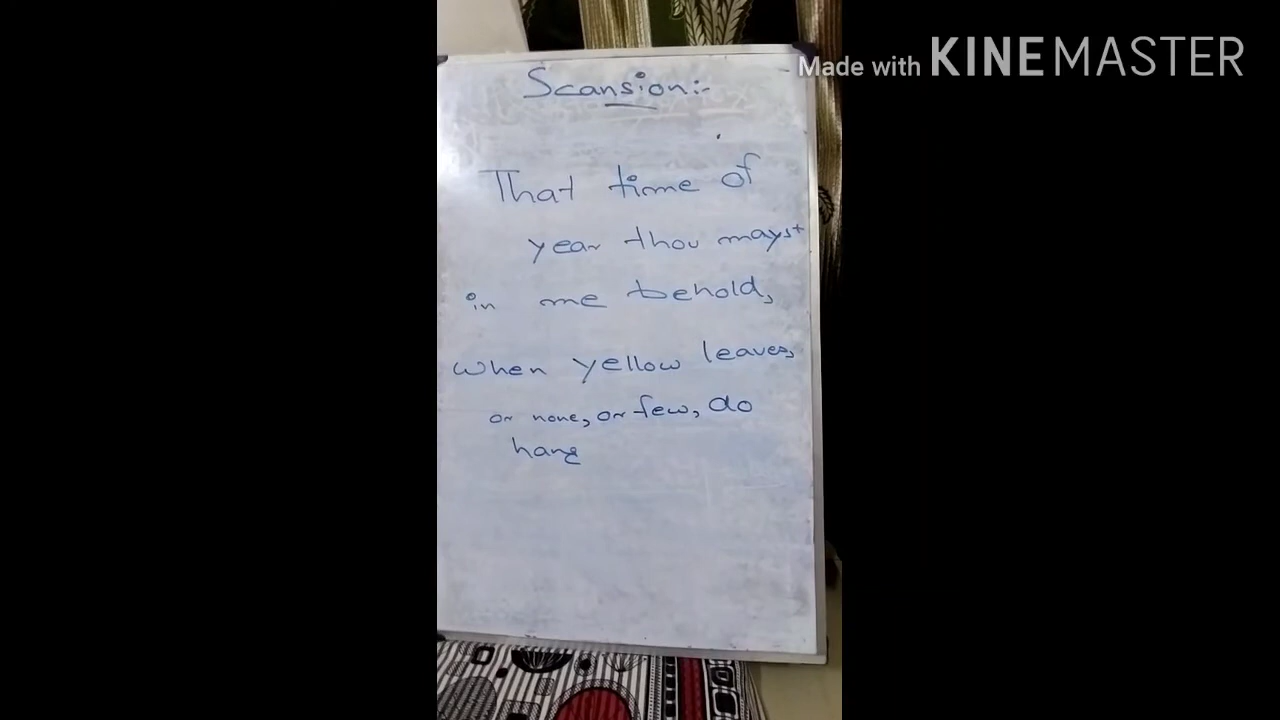 Made with KINEMASTER
Scansion:-
That time of
year thou mayst
in me behold,
when yellow leaves,
or none, or few, do
hang